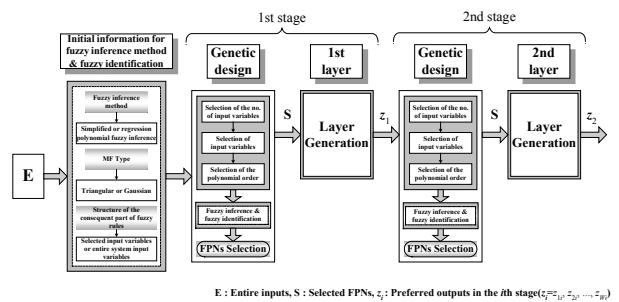 1st stage
2nd stage
Initial information for
fuzzy inference method
& fuzzy identification
Genetic
design
1st
layer
Genetic
design
2nd
layer
E
Fuzzy inference
method
Simplified or regression
polynomial fuzzy inference
MF Type
Triangular or Gaussian
Structure of the
consequent part of fuzzy
rules
Selected input variables
or entire system input
variables
Selection of the no.
of input variables
Selection of
input variables
Selection of the
polynomial order
Fuzzy inference &
fuzzy identification
FPNs Selection
S
Layer
Generation
z1
Selection of the no.
of input variables
Selection of
input variables
Selection of the
polynomial order
Fuzzy inference &
fuzzy identification
FPNs Selection
S
Layer
Generation
z2
E : Entire inputs, S : Selected FPNs, zi : Preferred outputs in the ith stage(zi=z1i, z2i, ..., zWi)